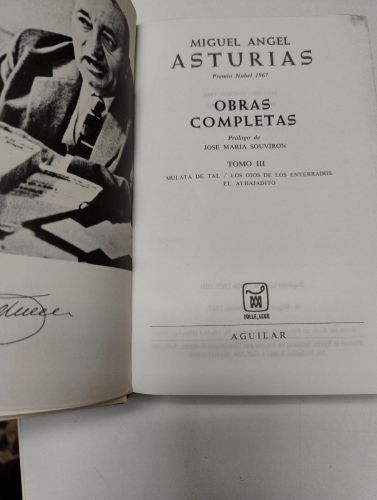 MIGUEL ANGEL
ASTURIAS
Premio Nobel 1967
OBRAS
COMPLETAS
Prólogo de
JOSE MARIA SOUVIRON
TOMO III
MULATA DE TAL / LOS OJOS DE LOS ENTERRADOS
EL ALHAJADITO
TOLLE, LEGE
AGUILAR